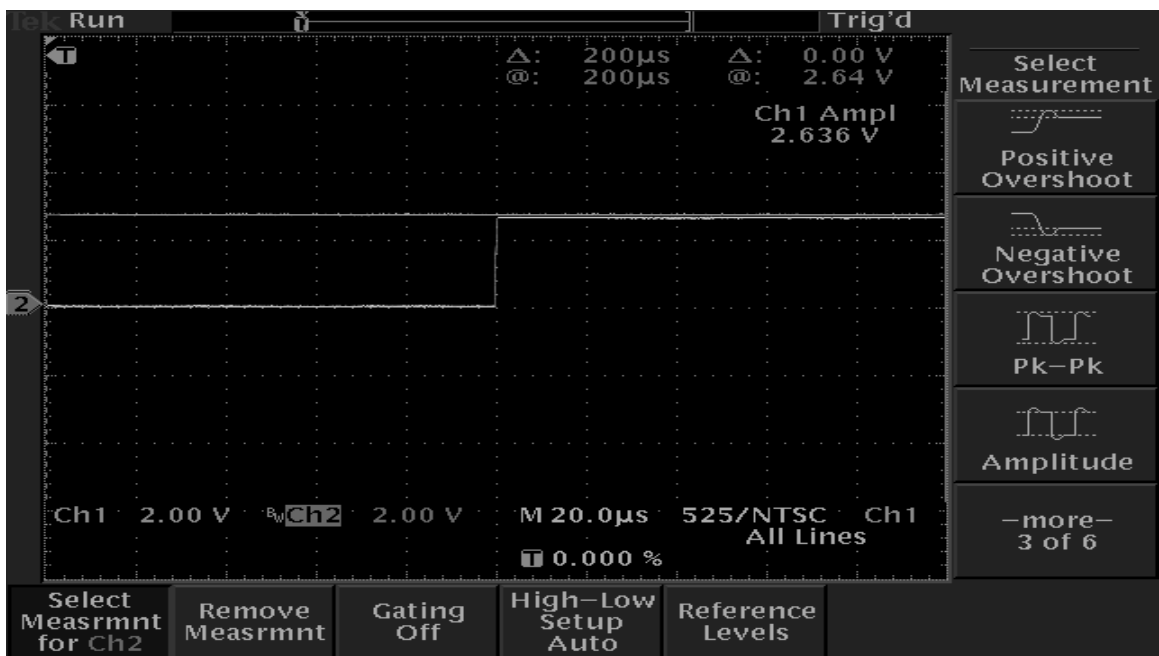 Tek Run Trig'd
T
Δ: 200µs Δ: 0.00 V
@: 200µs @: 2.64 V
Ch1 Ampl
2.636 V
2
Ch1 2.00 V BW Ch2 2.00 V M 20.0µs 525/NTSC Ch1
All Lines
T 0.000 %
Select
Measurement
Positive
Overshoot
Negative
Overshoot
Pk–Pk
Amplitude
–more–
3 of 6
Select
Measrmnt
for Ch2
Remove
Measrmnt
Gating
Off
High–Low
Setup
Auto
Reference
Levels